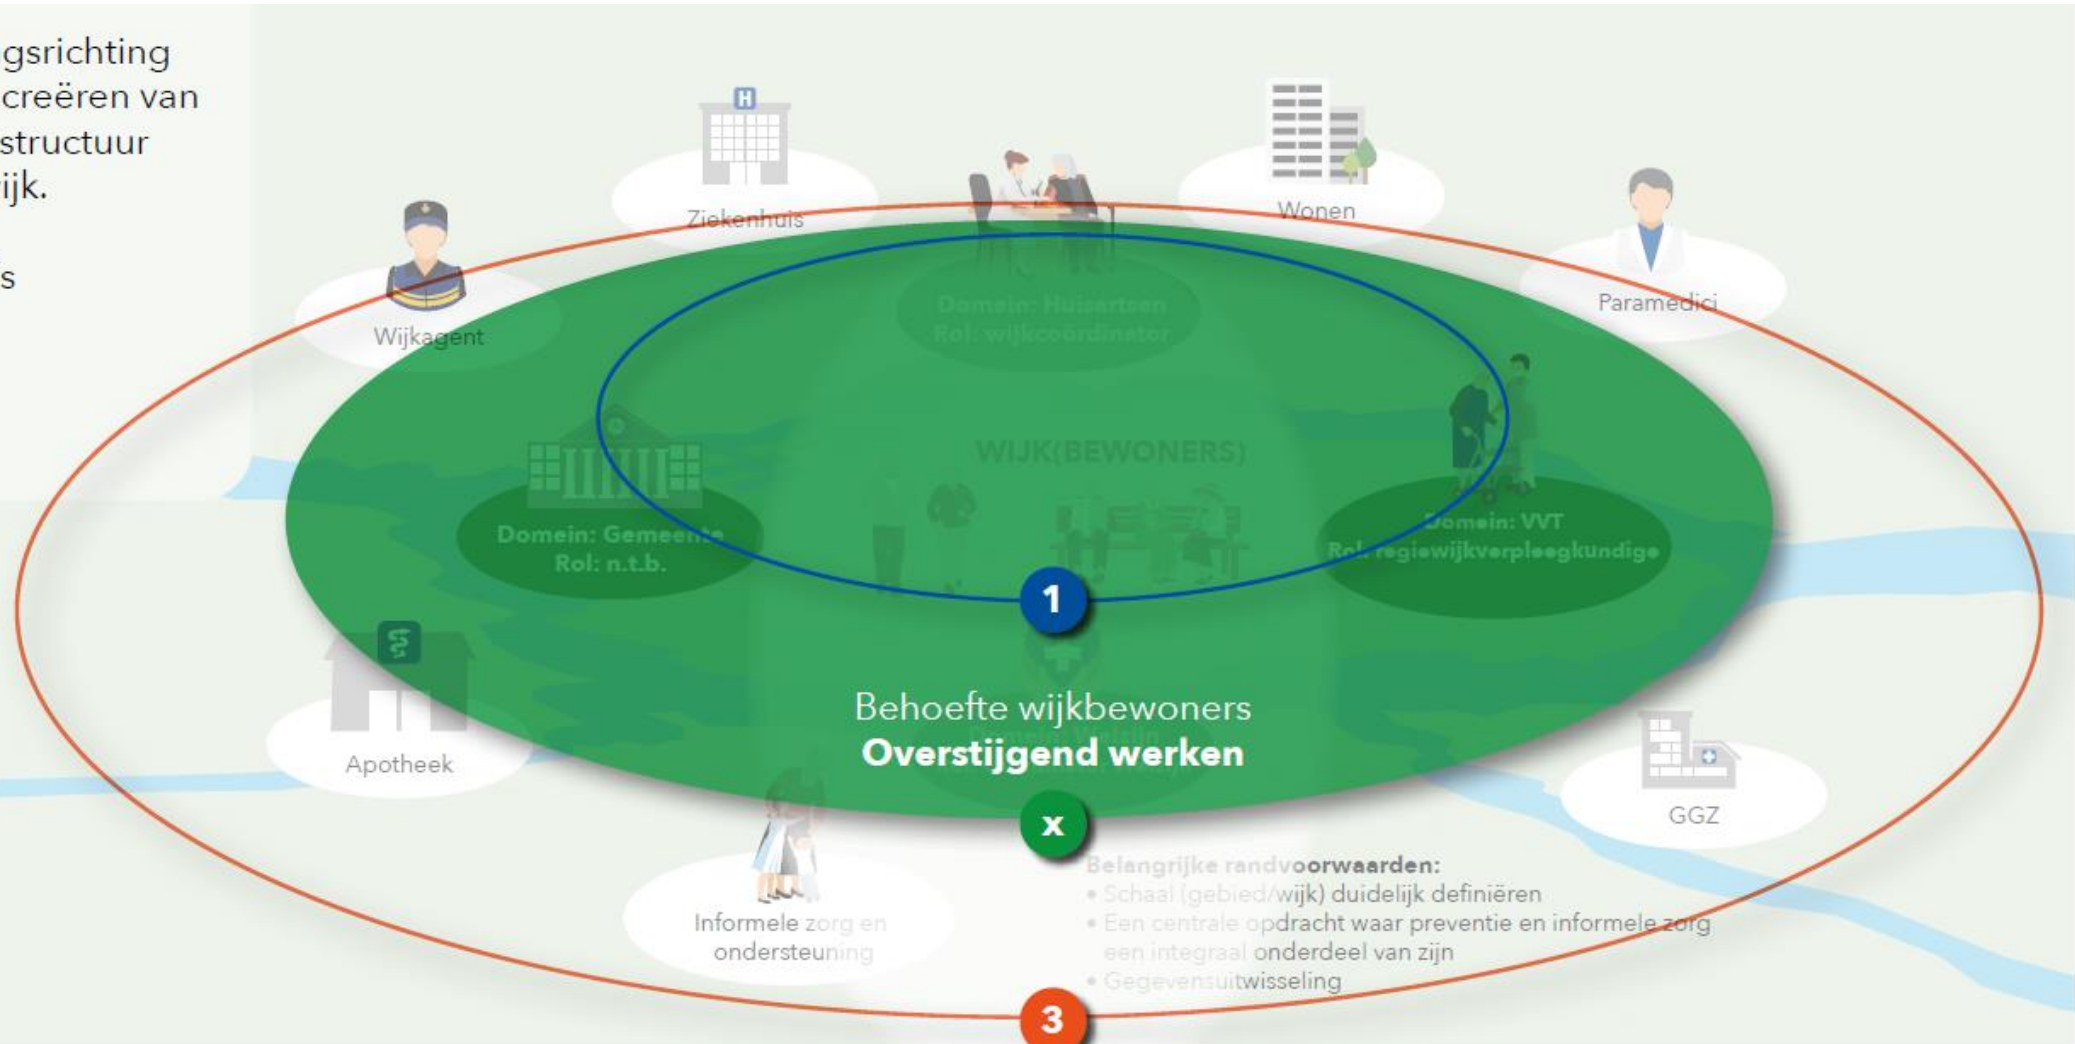 gsrichting
creëren van
structuur
ijk.
s
H
Ziekenhuis
Wonen
Wijkagent
Paramedici
Domein: Huisartsen
Rol: wijkcoördinator
WIJK(BEWONERS)
Domein: Gemeente
Rol: n.t.b.
Domein: VVT
Rol: regiewijkverpleegkundige
1
Behoefte wijkbewoners
Domein: Welzijn
Overstijgend werken
Apotheek
GGZ
x
Informele zorg en
ondersteuning
Belangrijke randvoorwaarden:
• Schaal (gebied/wijk) duidelijk definiëren
• Een centrale opdracht waar preventie en informele zorg
een integraal onderdeel van zijn
• Gegevensuitwisseling
3